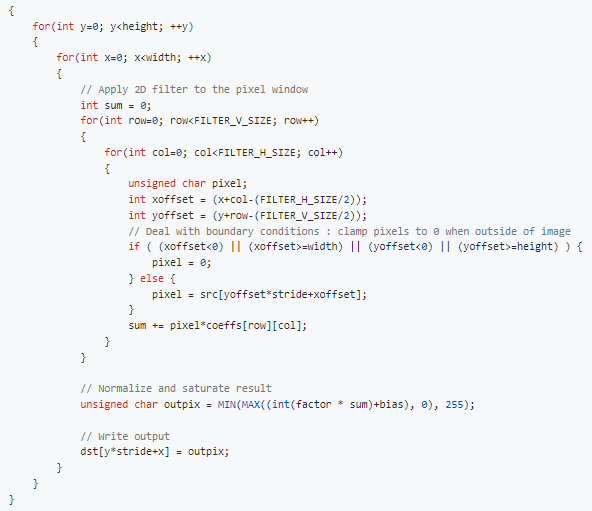 {
    for(int y=0; y<height; ++y)
    {
        for(int x=0; x<width; ++x)
        {
            // Apply 2D filter to the pixel window
            int sum = 0;
            for(int row=0; row<FILTER_V_SIZE; row++)
            {
                for(int col=0; col<FILTER_H_SIZE; col++)
                {
                    unsigned char pixel;
                    int xoffset = (x+col-(FILTER_H_SIZE/2));
                    int yoffset = (y+row-(FILTER_V_SIZE/2));
                    // Deal with boundary conditions : clamp pixels to 0 when outside of image
                    if ( (xoffset<0) || (xoffset>=width) || (yoffset<0) || (yoffset>=height) ) {
                        pixel = 0;
                    } else {
                        pixel = src[yoffset*stride+xoffset];
                    }
                    sum += pixel*coeffs[row][col];
                }
            }

            // Normalize and saturate result
            unsigned char outpix = MIN(MAX((int(factor * sum)+bias), 0), 255);

            // Write output
            dst[y*stride+x] = outpix;
        }
    }
}